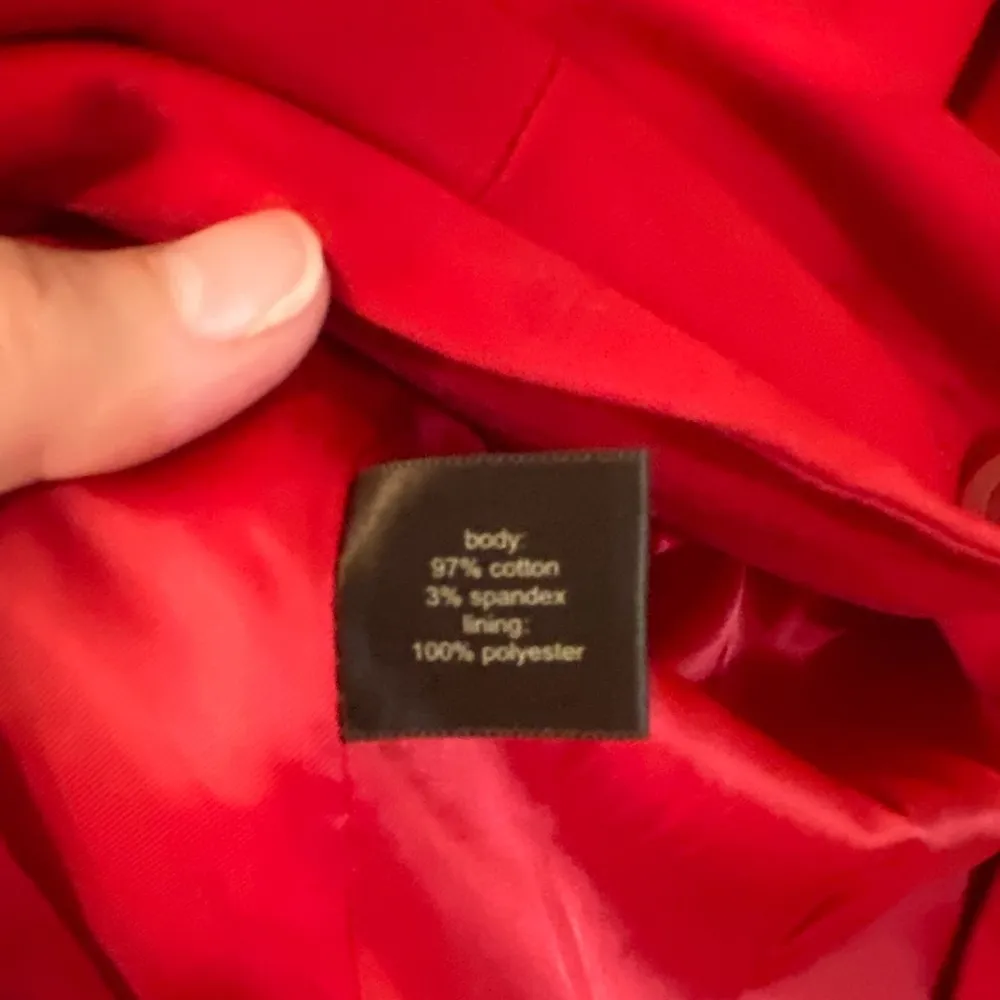 body:
97% cotton
3% spandex
lining:
100% polyester